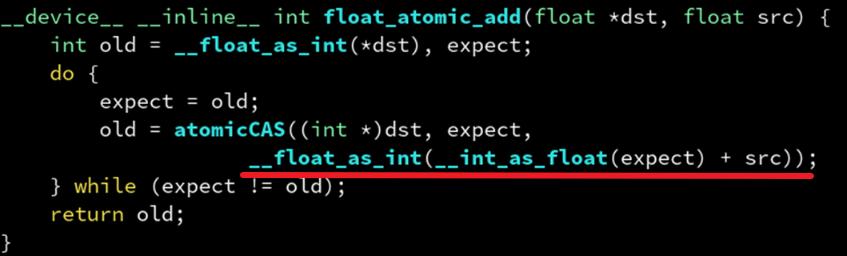 __device__ __inline__ int float_atomic_add(float *dst, float src) {
    int old = __float_as_int(*dst), expect;
    do {
        expect = old;
        old = atomicCAS((int *)dst, expect,
                    __float_as_int(__int_as_float(expect) + src));
    } while (expect != old);
    return old;
}